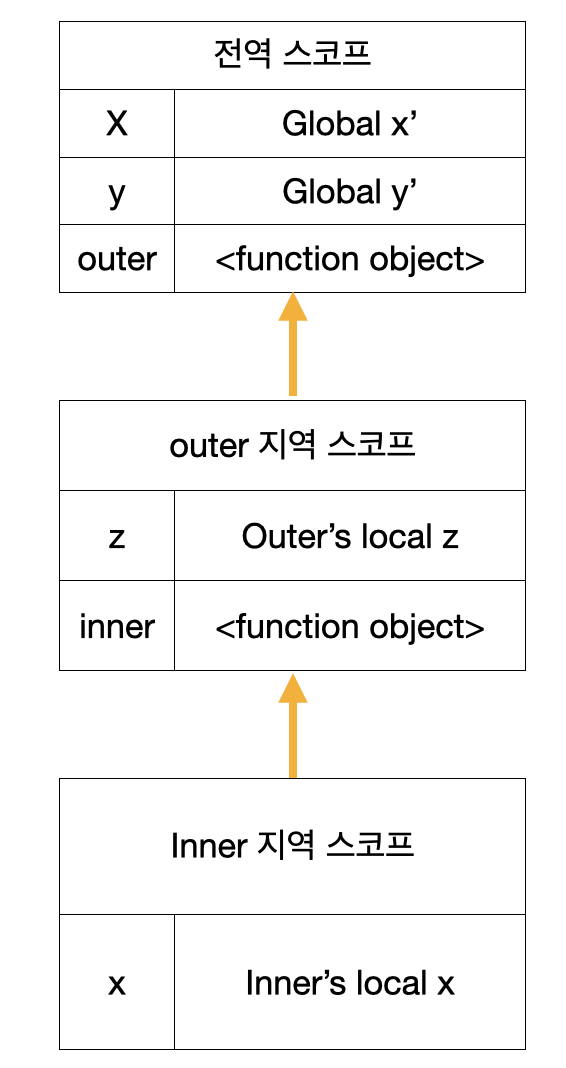 전역 스코프
X Global x’
y Global y’
outer <function object>
outer 지역 스코프
z Outer’s local z
inner <function object>
Inner 지역 스코프
x Inner’s local x